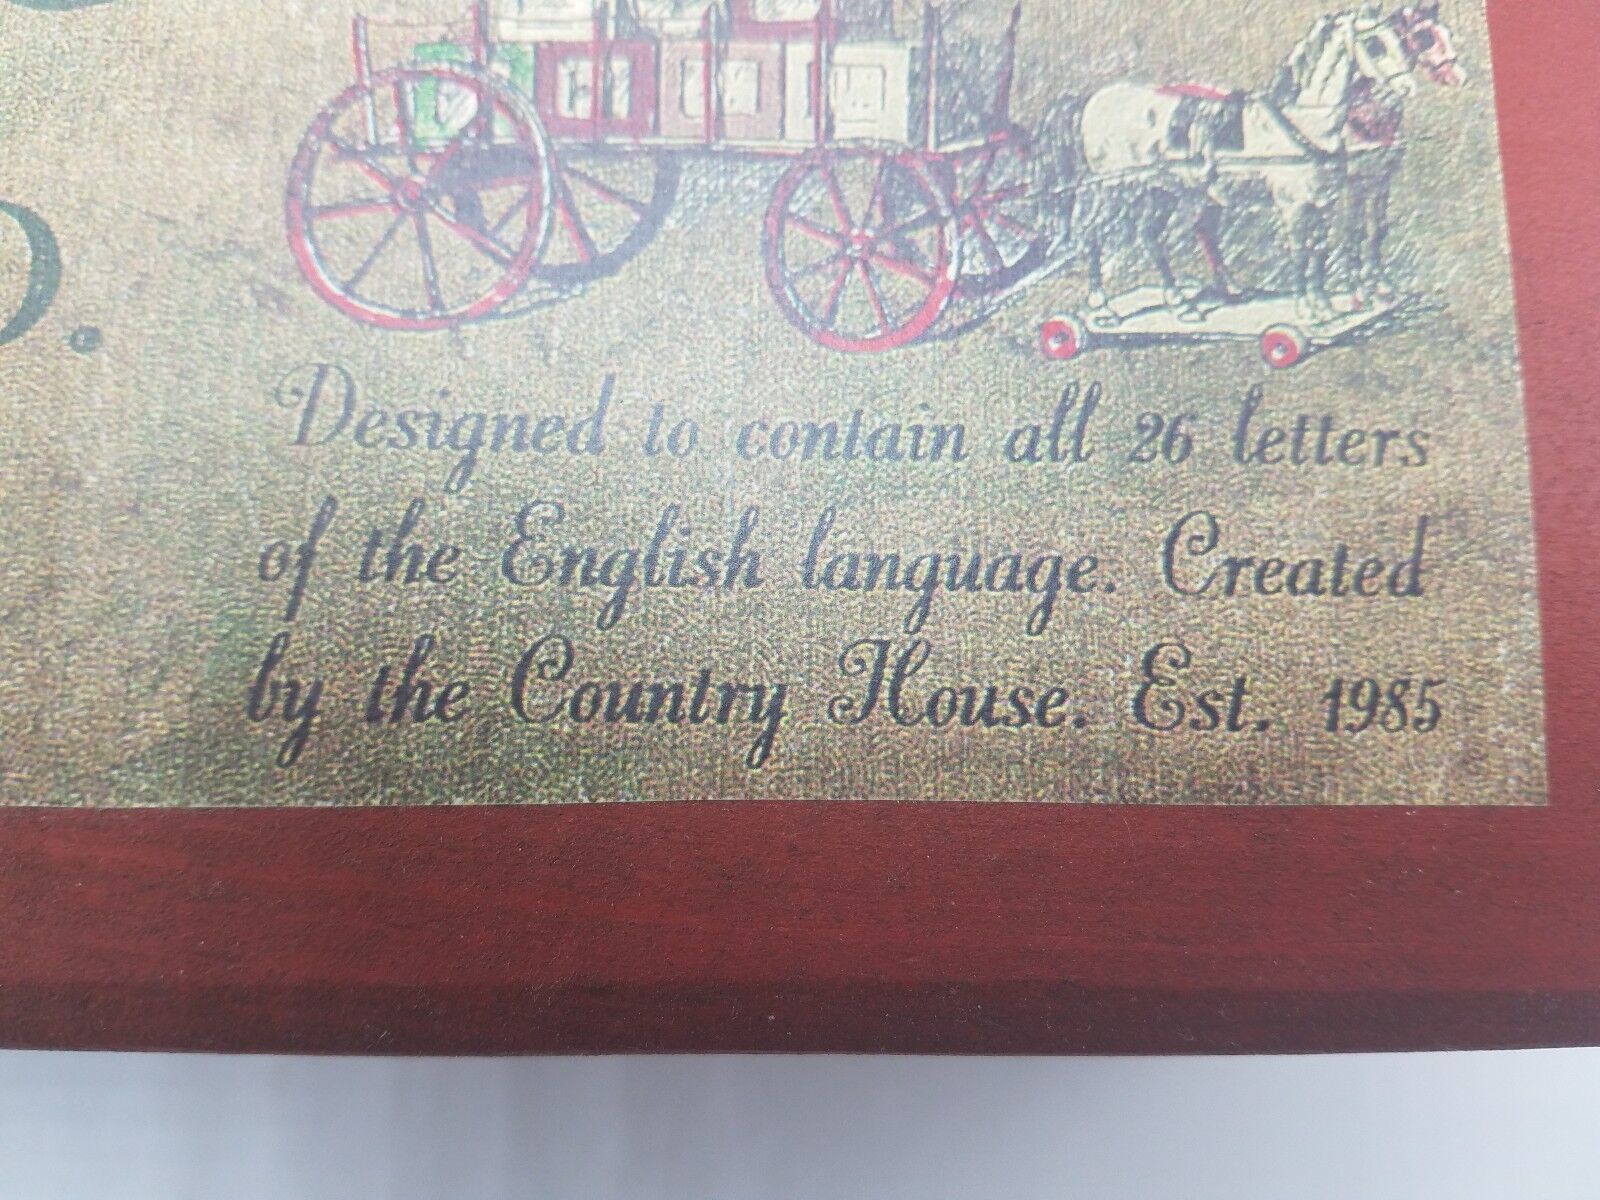 D.
Designed to contain all 26 letters
of the English language. Created
by the Country House. Est. 1985